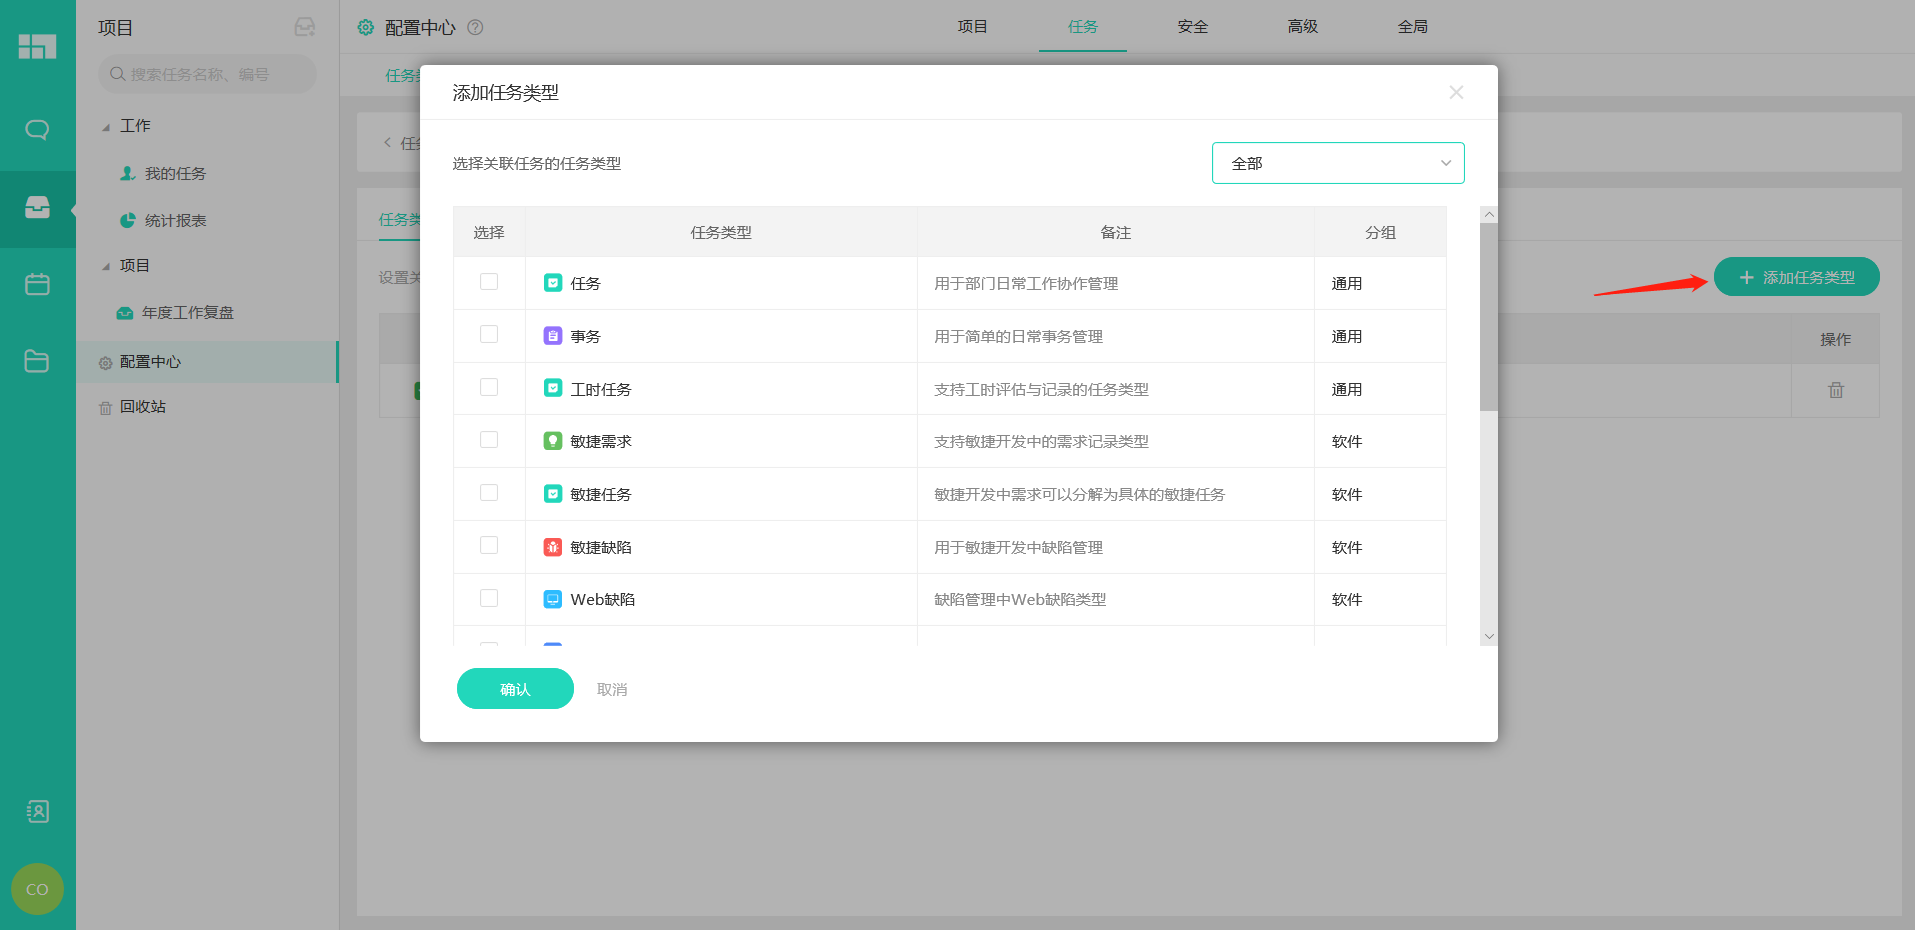 项目
搜索任务名称、编号
工作
我的任务
统计报表
项目
年度工作复盘
配置中心
回收站
CO
配置中心
项目 任务 安全 高级 全局
添加任务类型
选择关联任务的任务类型 全部
选择 任务类型 备注 分组
任务 用于部门日常工作协作管理 通用
事务 用于简单的日常事务管理 通用
工时任务 支持工时评估与记录的任务类型 通用
敏捷需求 支持敏捷开发中的需求记录类型 软件
敏捷任务 敏捷开发中需求可以分解为具体的敏捷任务 软件
敏捷缺陷 用于敏捷开发中缺陷管理 软件
Web缺陷 缺陷管理中Web缺陷类型 软件
确认 取消
任务类
设置关
添加任务类型
操作